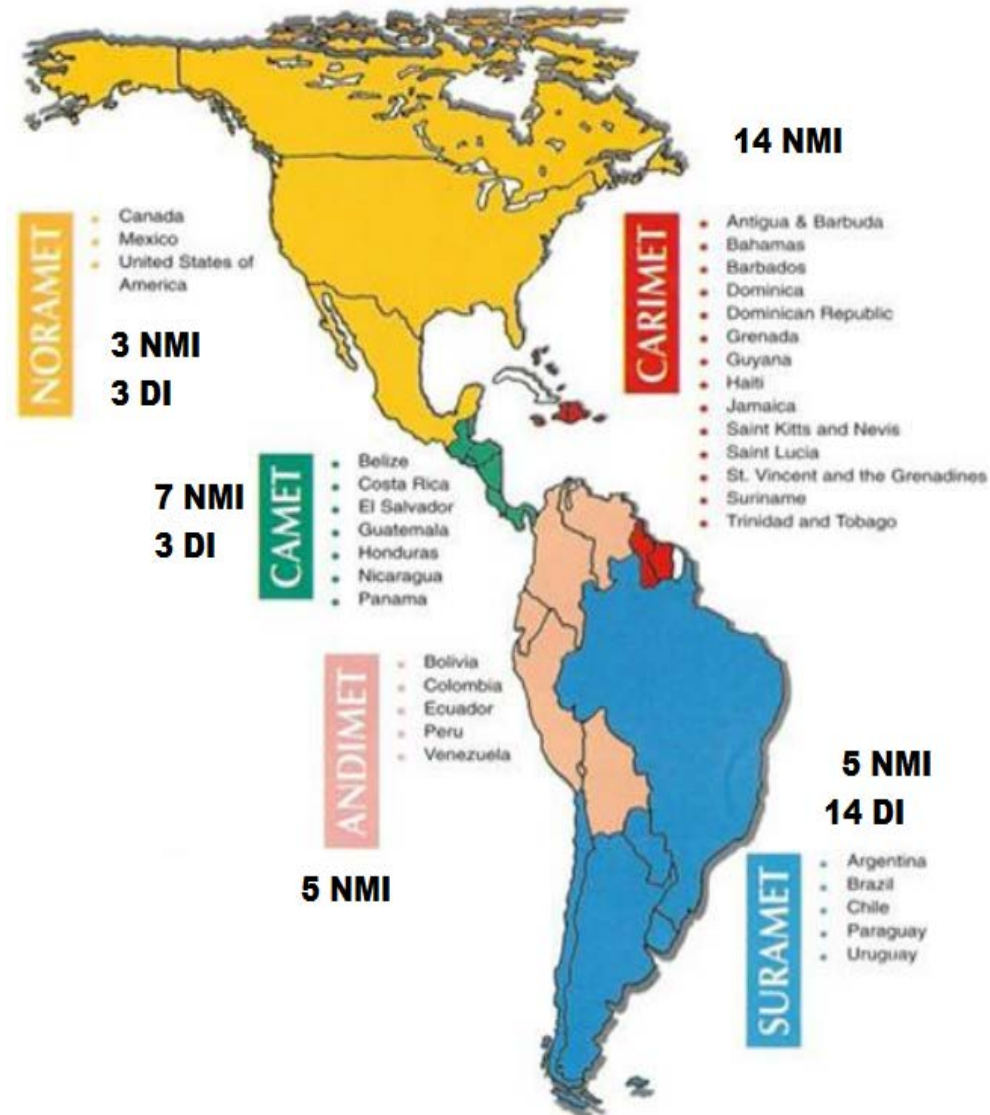 14 NMI
NORAMET
Canada
Mexico
United States of
America
3 NMI
3 DI
CARIMET
Antigua & Barbuda
Bahamas
Barbados
Dominica
Dominican Republic
Grenada
Guyana
Haiti
Jamaica
Saint Kitts and Nevis
Saint Lucia
St. Vincent and the Grenadines
Suriname
Trinidad and Tobago
7 NMI
3 DI
CAMET
Belize
Costa Rica
El Salvador
Guatemala
Honduras
Nicaragua
Panama
ANDIMET
Bolivia
Colombia
Ecuador
Peru
Venezuela
5 NMI
5 NMI
14 DI
SURAMET
Argentina
Brazil
Chile
Paraguay
Uruguay